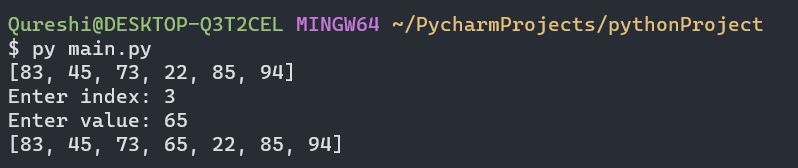 Qureshi@DESKTOP-Q3T2CEL MINGW64 ~/PycharmProjects/pythonProject
$ py main.py
[83, 45, 73, 22, 85, 94]
Enter index: 3
Enter value: 65
[83, 45, 73, 65, 22, 85, 94]